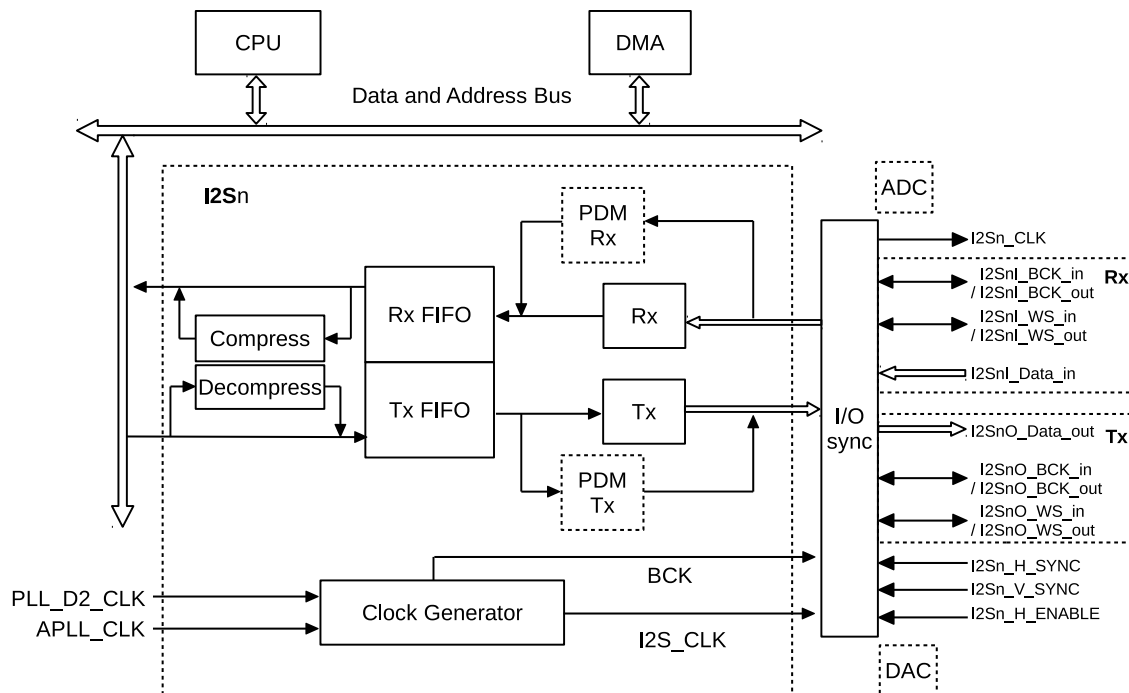 CPU
DMA
Data and Address Bus
I2Sn
ADC
PDM
Rx
I2Sn_CLK
I2SnI_BCK_in
/ I2SnI_BCK_out
Rx
Rx FIFO
Rx
I2SnI_WS_in
/ I2SnI_WS_out
Compress
I2SnI_Data_in
Decompress
Tx FIFO
Tx
I/O
sync
I2SnO_Data_out
Tx
PDM
Tx
I2SnO_BCK_in
/ I2SnO_BCK_out
I2SnO_WS_in
/ I2SnO_WS_out
BCK
I2Sn_H_SYNC
PLL_D2_CLK
Clock Generator
I2Sn_V_SYNC
APLL_CLK
I2Sn_H_ENABLE
I2S_CLK
DAC